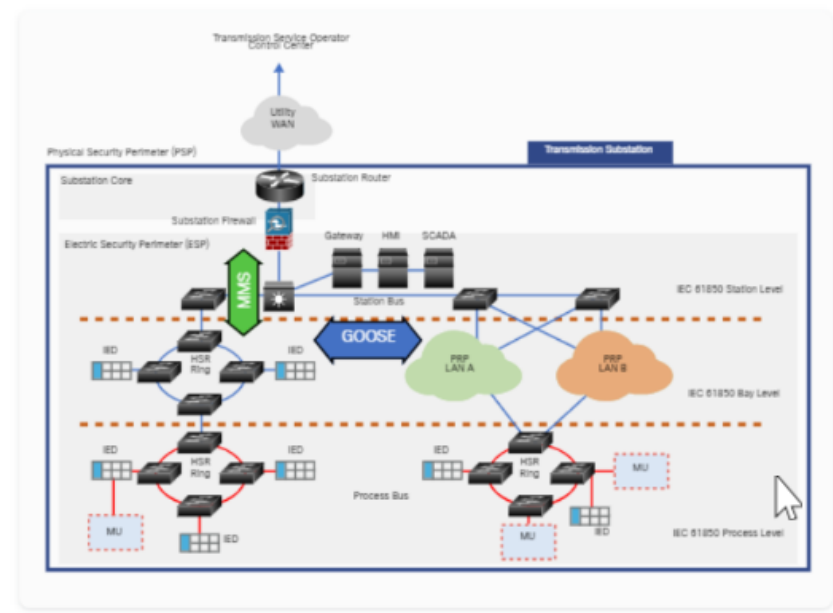 Transmission Service Operator
Control Center
Utility
WAN
Physical Security Perimeter (PSP)
Transmission Substation
Substation Core
Substation Router
Substation Firewall
Electric Security Perimeter (ESP)
Gateway
HMI
SCADA
MMS
Station Bus
IEC 61850 Station Level
GOOSE
IED
HSR
Ring
IED
PRP
LAN A
PRP
LAN B
IEC 61850 Bay Level
IED
HSR
Ring
IED
IED
HSR
Ring
MU
Process Bus
MU
IED
IED
MU
IEC 61850 Process Level